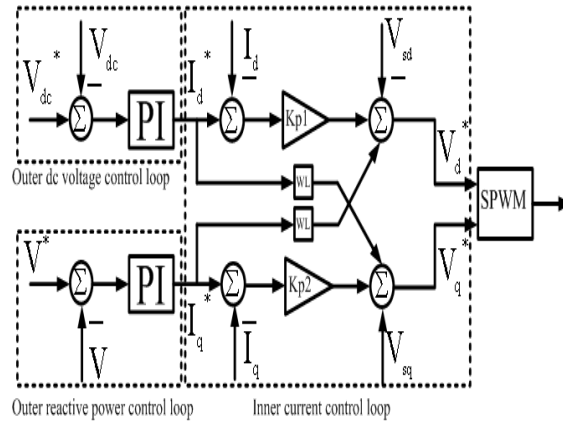 V_dc*
V_dc
−
Σ
PI
I_d*
I_d
−
Σ
Kp1
V_sd
−
Σ
V_d*
Outer dc voltage control loop
WL
WL
SPWM
V*
Σ
−
V
PI
I_q*
Σ
−
I_q
Kp2
Σ
V_sq
V_q*
Outer reactive power control loop
Inner current control loop